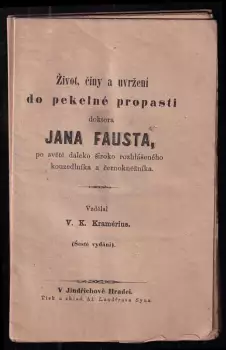 Život, činy a uvržení
do pekelné propasti
doktora
JANA FAUSTA,
po světě daleko široko rozhlášeného
kouzedlníka a černokněžníka.
Vzdělal
V. K. Kramérius.
(Šesté vydání).
V Jindřichově Hradci.
Tisk a sklad Al. Landfrasa Syna.